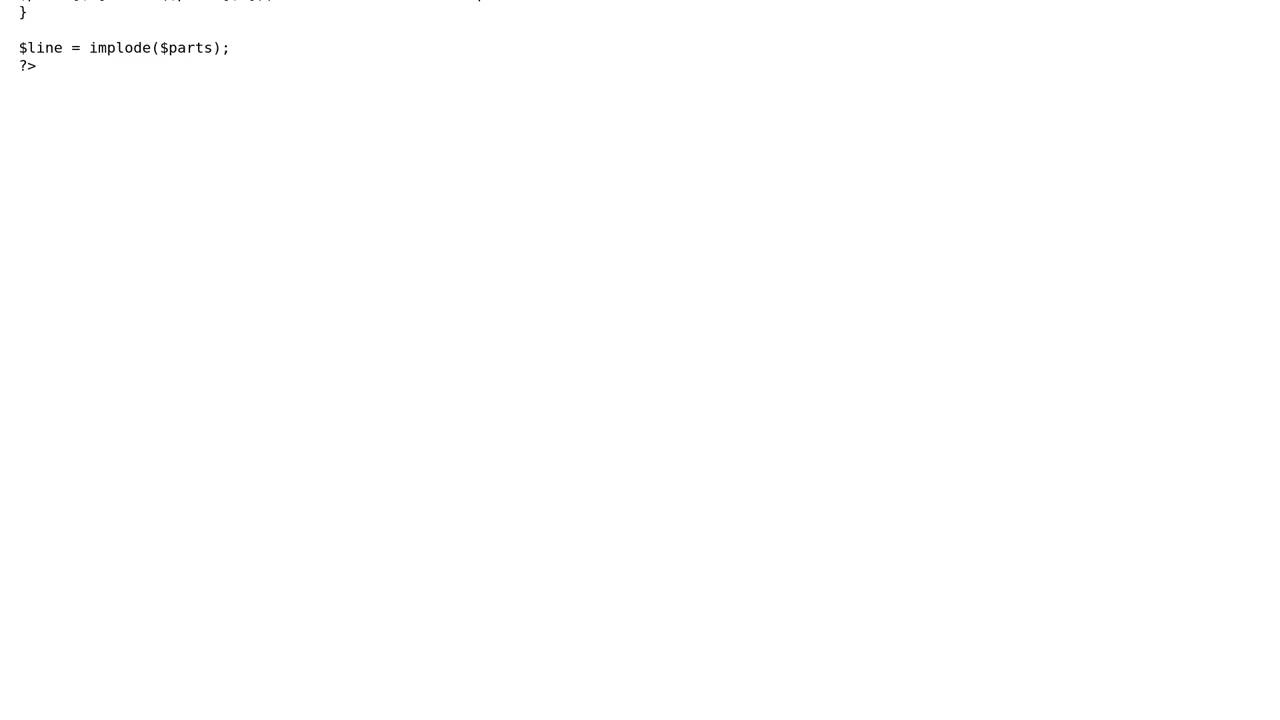 }
$line = implode($parts);
?>